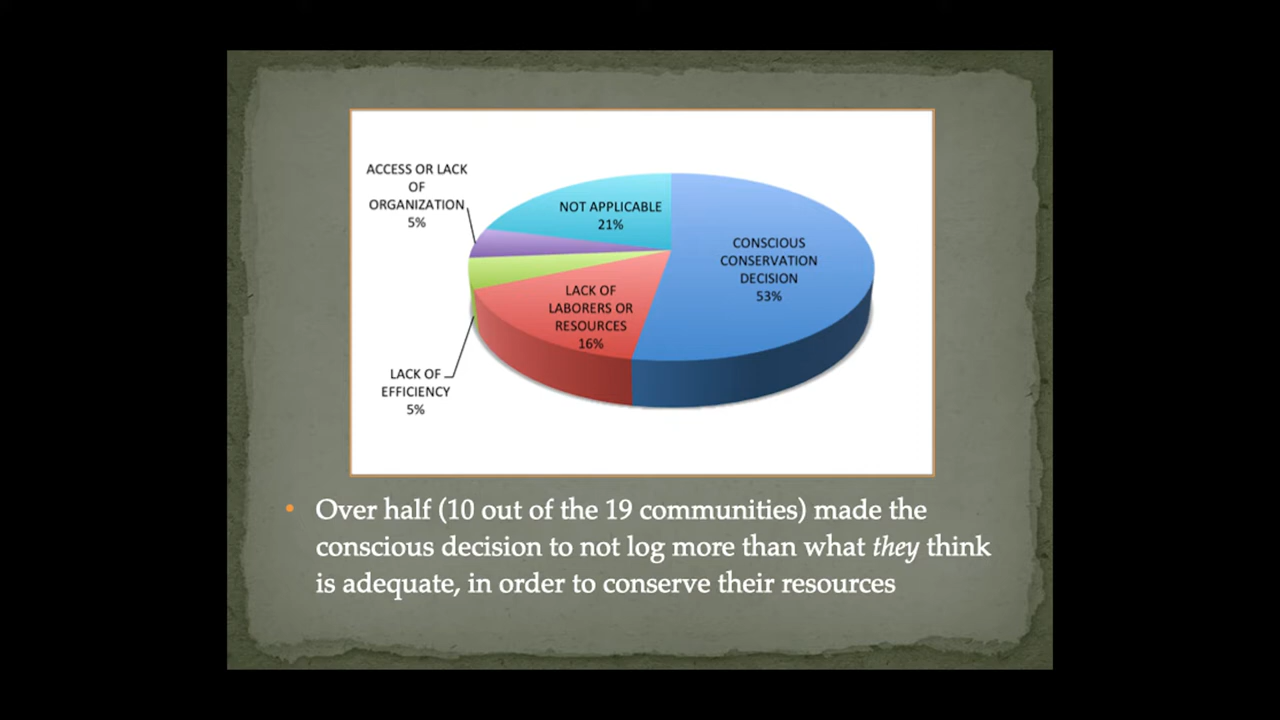 ACCESS OR LACK
OF
ORGANIZATION
5%
NOT APPLICABLE
21%
CONSCIOUS
CONSERVATION
DECISION
53%
LACK OF
LABORERS OR
RESOURCES
16%
LACK OF
EFFICIENCY
5%
• Over half (10 out of the 19 communities) made the
conscious decision to not log more than what they think
is adequate, in order to conserve their resources